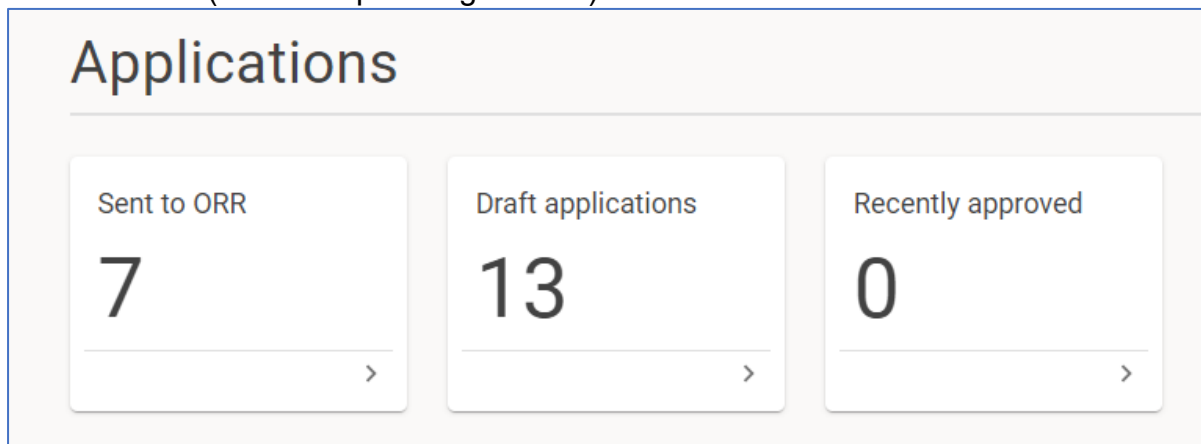 Applications
Sent to ORR
Draft applications
Recently approved
7
13
0